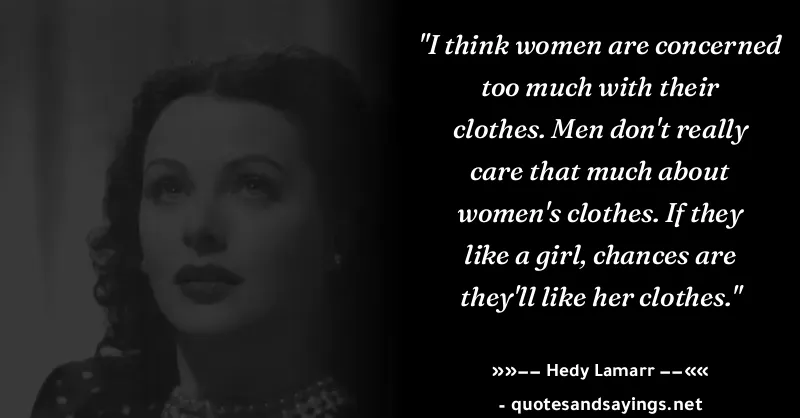 "I think women are concerned
too much with their
clothes. Men don't really
care that much about
women's clothes. If they
like a girl, chances are
they'll like her clothes."
»»−− Hedy Lamarr −−««
- quotesandsayings.net